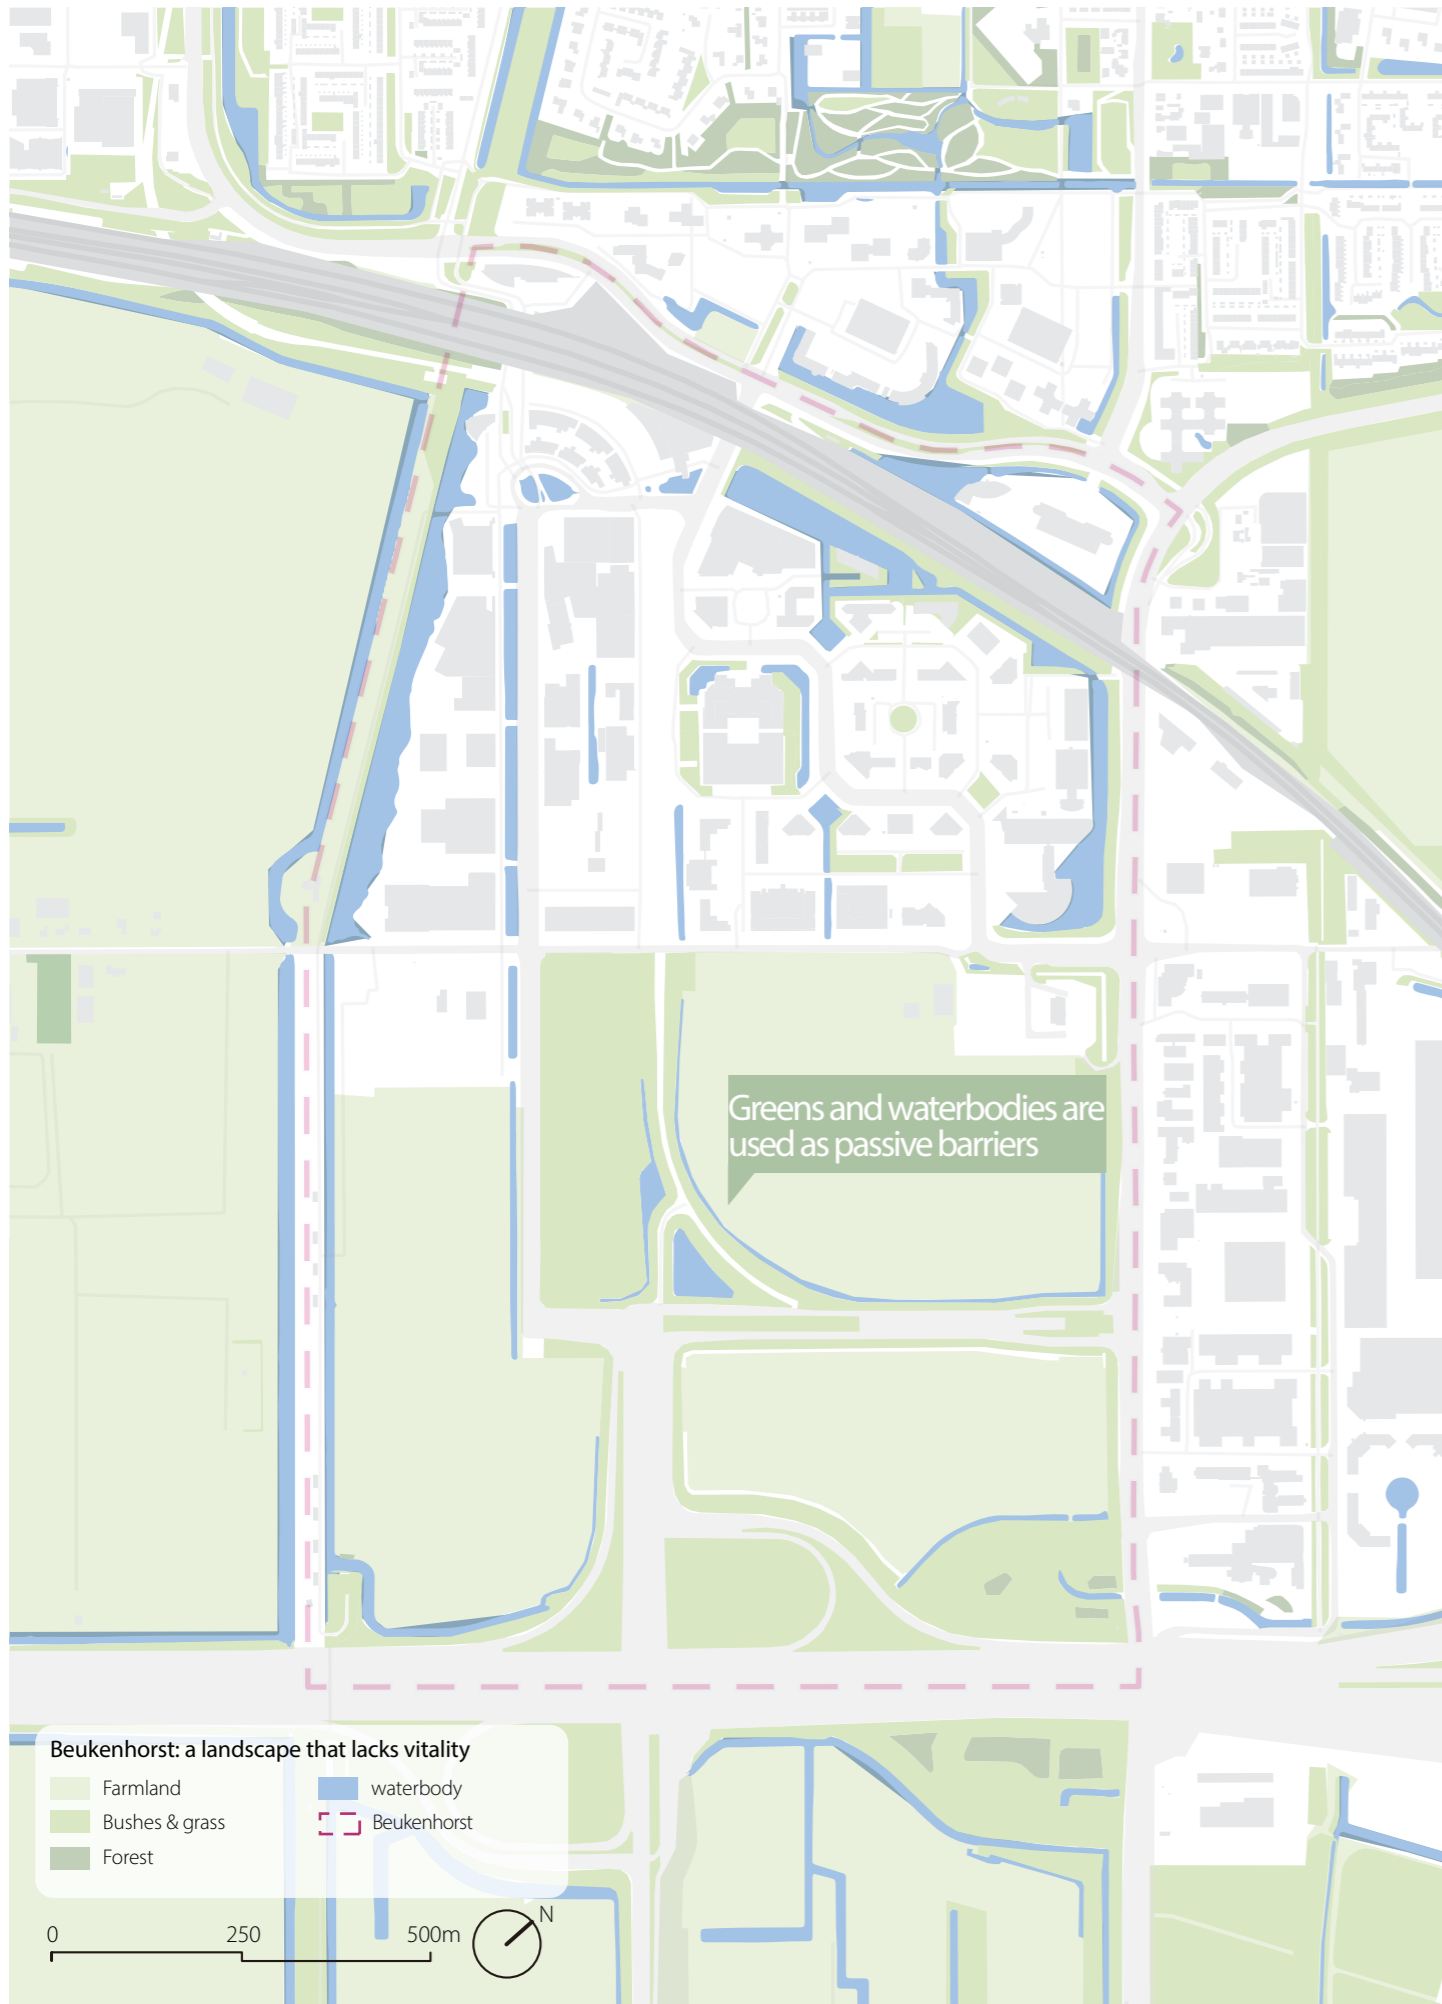 Greens and waterbodies are
used as passive barriers
Beukenhorst: a landscape that lacks vitality
Farmland
Bushes & grass
Forest
waterbody
Beukenhorst
0 250 500m
N